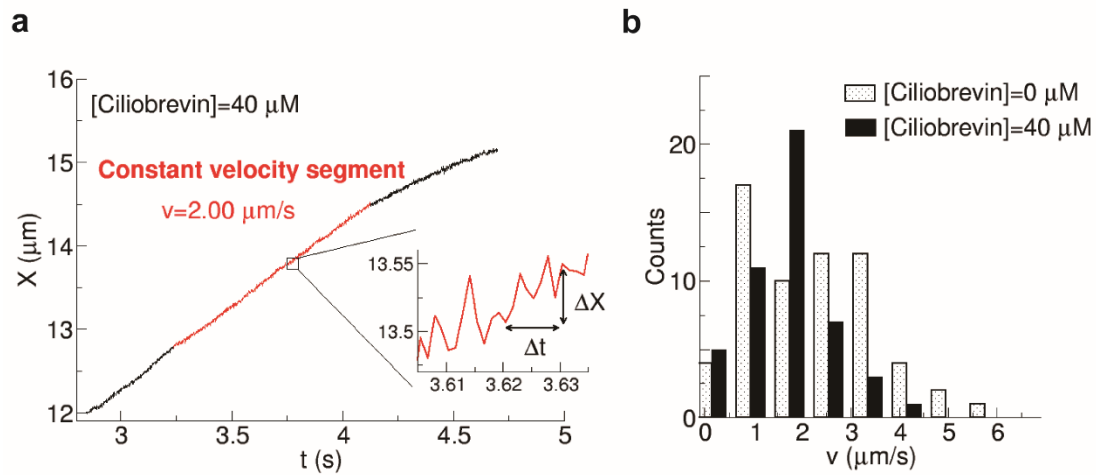 a
[Ciliobrevin]=40 μM
Constant velocity segment
v=2.00 μm/s
X (μm)
16
15
14
13
12
3
3.5
4
4.5
5
t (s)
13.55
13.5
3.61
3.62
3.63
ΔX
Δt
b
[Ciliobrevin]=0 μM
[Ciliobrevin]=40 μM
Counts
20
10
0
0
1
2
3
4
5
6
v (μm/s)